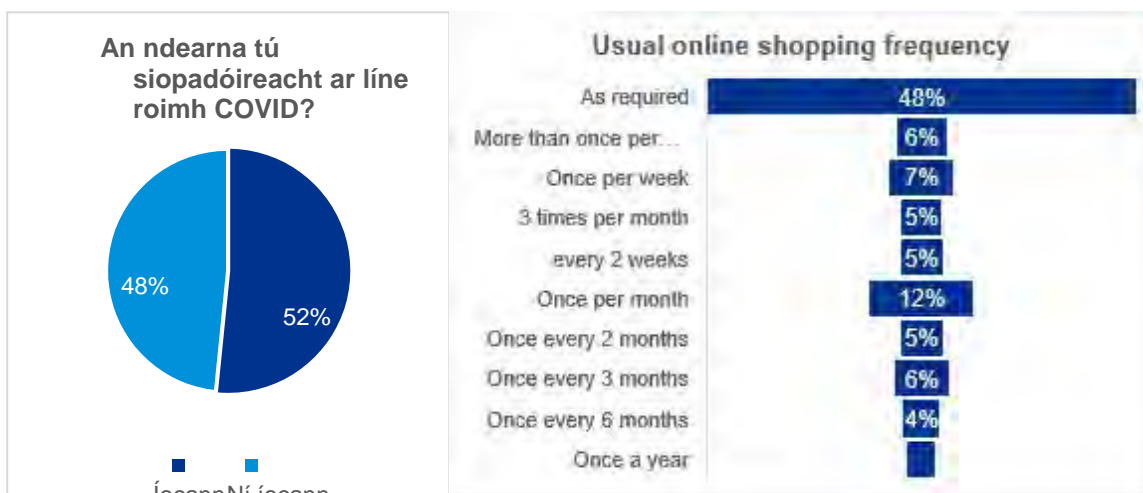 An ndearna tú
siopadóireacht ar líne
roimh COVID?
48%
52%
ÍocannNí íocann
Usual online shopping frequency
As required 48%
More than once per... 6%
Once per week 7%
3 times per month 5%
every 2 weeks 5%
Once per month 12%
Once every 2 months 5%
Once every 3 months 6%
Once every 6 months 4%
Once a year